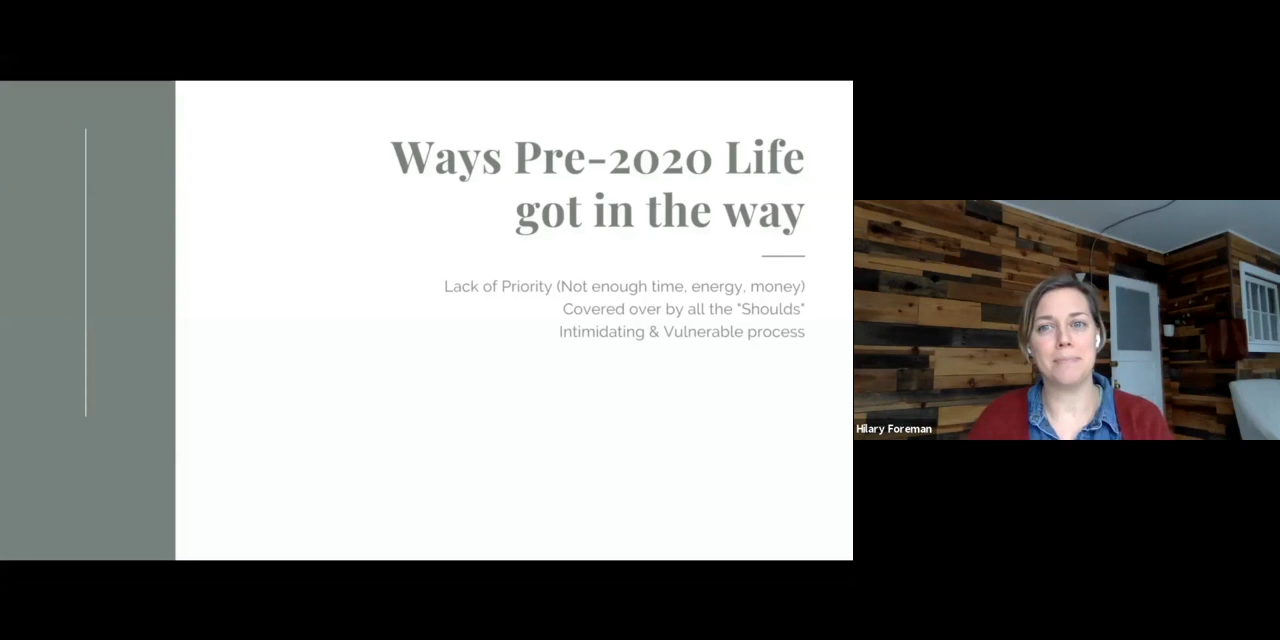 Ways Pre-2020 Life
got in the way
Lack of Priority (Not enough time, energy, money)
Covered over by all the "Shoulds"
Intimidating & Vulnerable process
Hilary Foreman